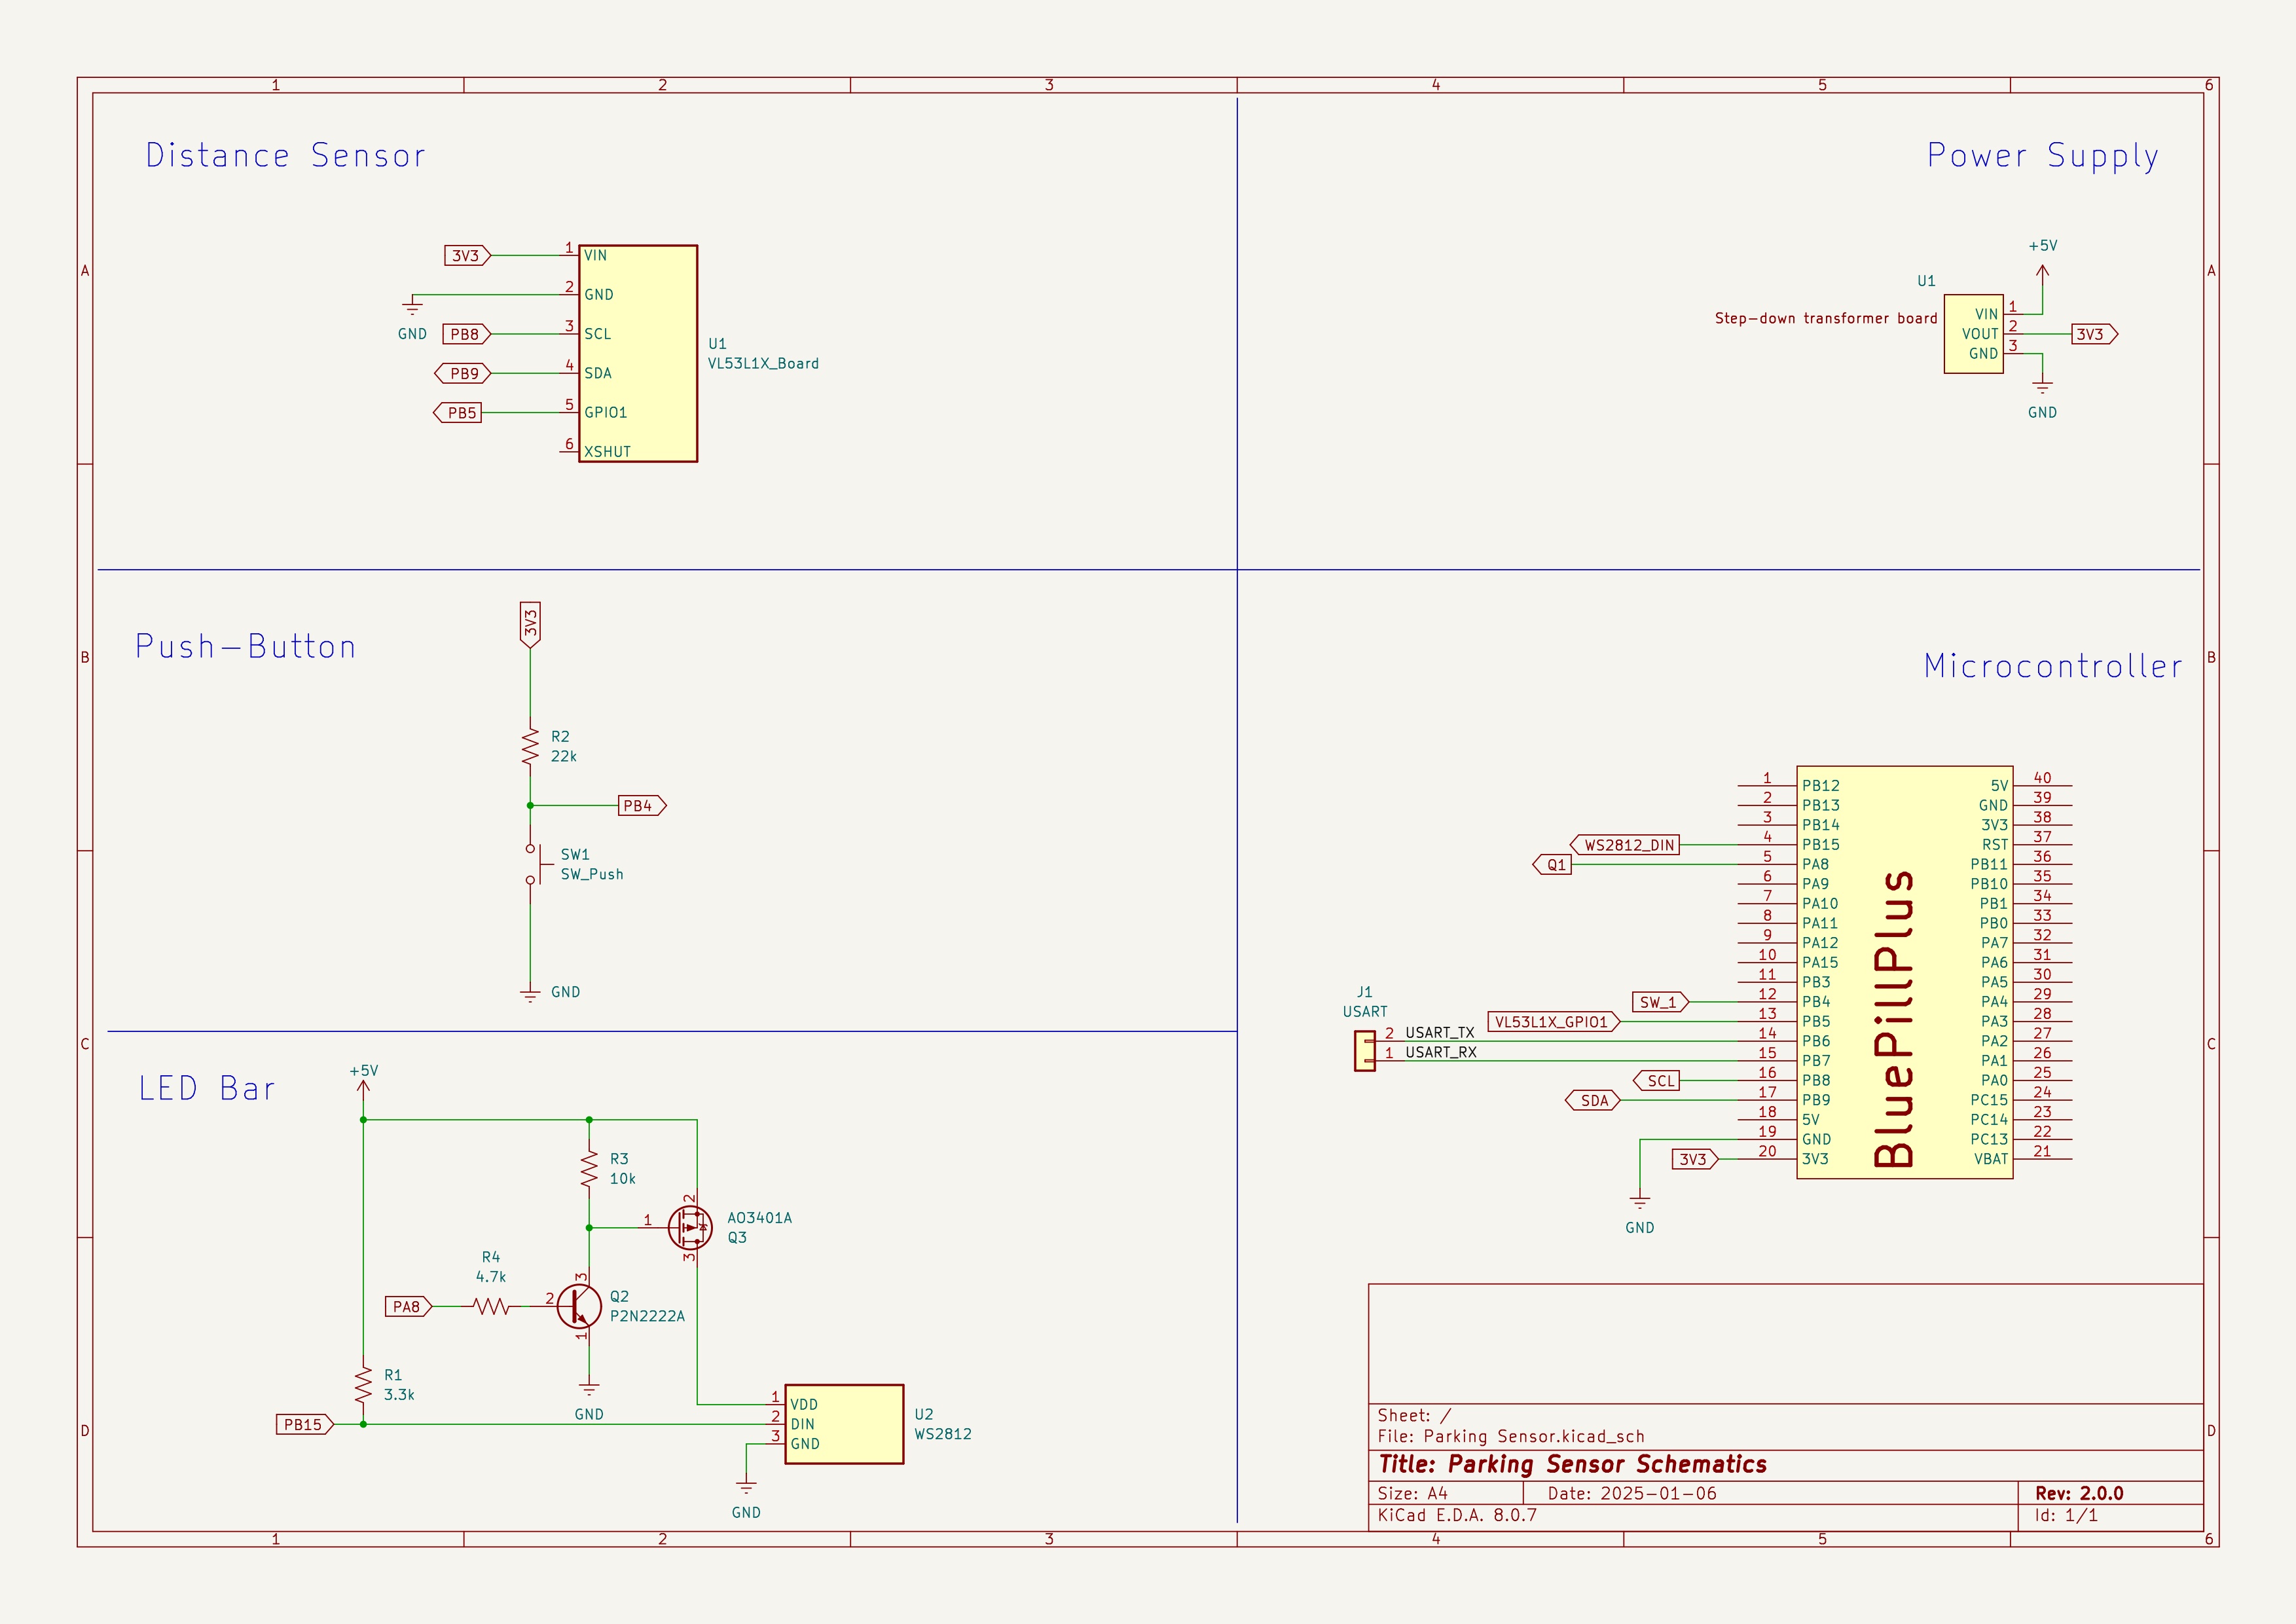 1 2 3 4 5 6
A
B
C
D
A
B
C
D
1 2 3 4 5 6
Distance Sensor
3V3
1 VIN
2 GND
GND
PB8
3 SCL
PB9
4 SDA
PB5
5 GPIO1
6 XSHUT
U1
VL53L1X_Board
Power Supply
+5V
U1
Step-down transformer board
VIN 1
VOUT 2
3V3
GND 3
GND
Push-Button
3V3
R2
22k
PB4
SW1
SW_Push
GND
LED Bar
+5V
R3
10k
1
2
3
AO3401A
Q3
R4
4.7k
PA8
2
3
1
Q2
P2N2222A
GND
R1
3.3k
PB15
1 VDD
2 DIN
3 GND
U2
WS2812
GND
Microcontroller
BluePillPlus
1 PB12
2 PB13
3 PB14
WS2812_DIN 4 PB15
Q1 5 PA8
6 PA9
7 PA10
8 PA11
9 PA12
10 PA15
11 PB3
SW_1 12 PB4
VL53L1X_GPIO1 13 PB5
J1
USART
2 USART_TX 14 PB6
1 USART_RX 15 PB7
SCL 16 PB8
SDA 17 PB9
18 5V
19 GND
3V3 20 3V3
GND
5V 40
GND 39
3V3 38
RST 37
PB11 36
PB10 35
PB1 34
PB0 33
PA7 32
PA6 31
PA5 30
PA4 29
PA3 28
PA2 27
PA1 26
PA0 25
PC15 24
PC14 23
PC13 22
VBAT 21
Sheet: /
File: Parking Sensor.kicad_sch
Title: Parking Sensor Schematics
Size: A4 Date: 2025-01-06 Rev: 2.0.0
KiCad E.D.A. 8.0.7 Id: 1/1